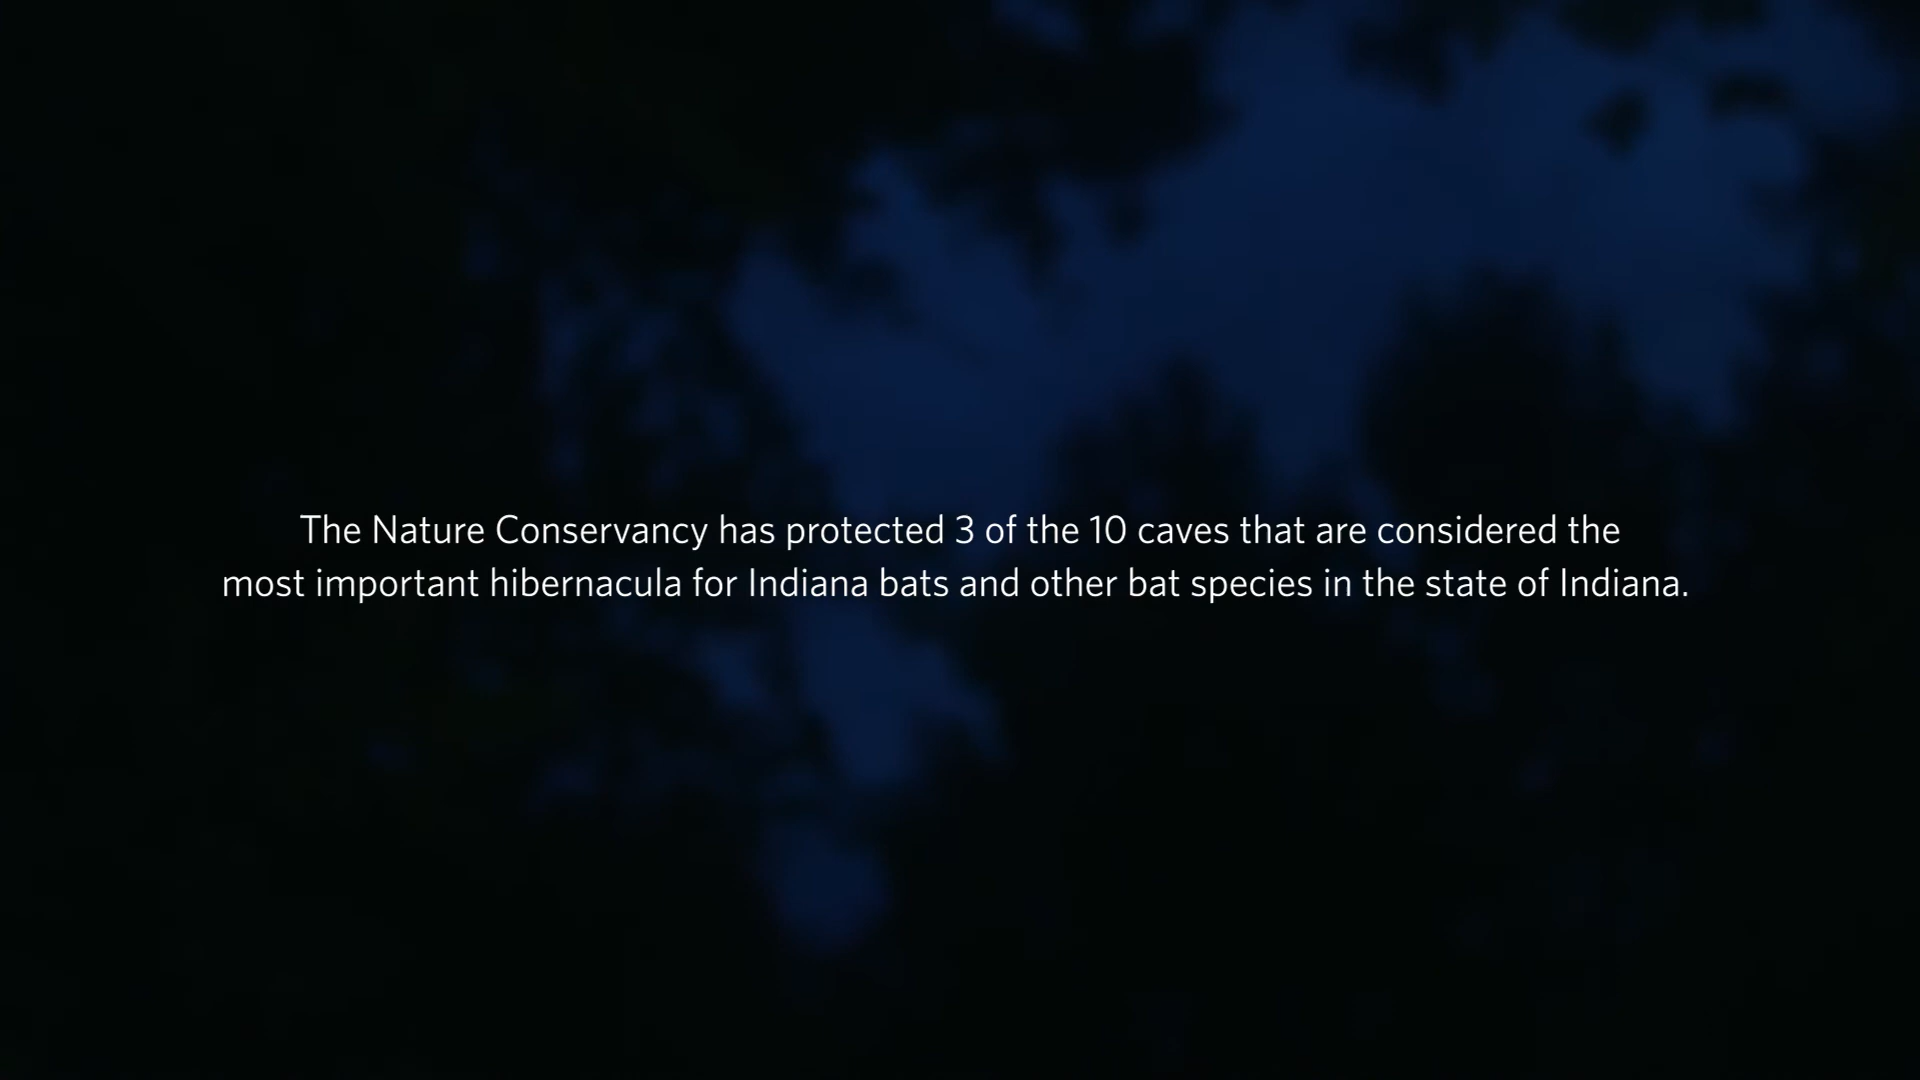 The Nature Conservancy has protected 3 of the 10 caves that are considered the
most important hibernacula for Indiana bats and other bat species in the state of Indiana.